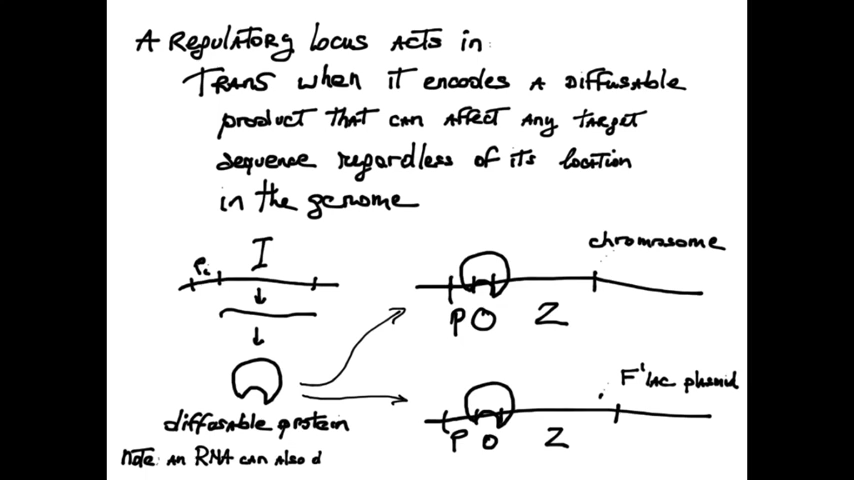 A Regulatory locus acts in:
Trans when it encodes a diffusable
product that can affect any target
sequence regardless of its location
in the genome
chromosome
I
P
P O Z
F' lac plasmid
diffusable protein
P O Z
Note: an RNA can also d